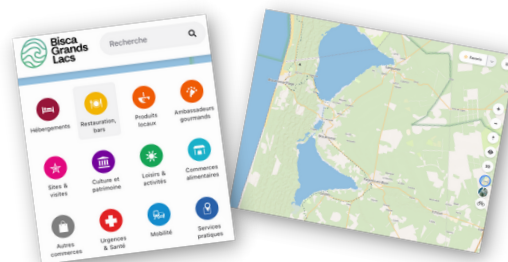 Bisca
Grands
Lacs
Recherche
Hébergements
Restauration,
bars
Produits
locaux
Ambassadeurs
gourmands
Sites &
visites
Culture et
patrimoine
Loisirs &
activités
Commerces
alimentaires
Autres
commerces
Urgences
& Santé
Mobilité
Services
pratiques